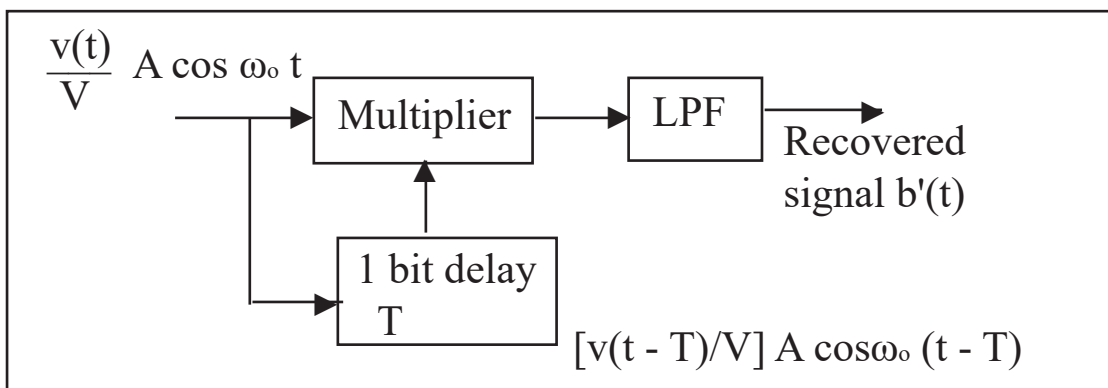 v(t)
V
A cos ωₒ t
Multiplier
LPF
Recovered
signal b'(t)
1 bit delay
T
[v(t - T)/V] A cosωₒ (t - T)